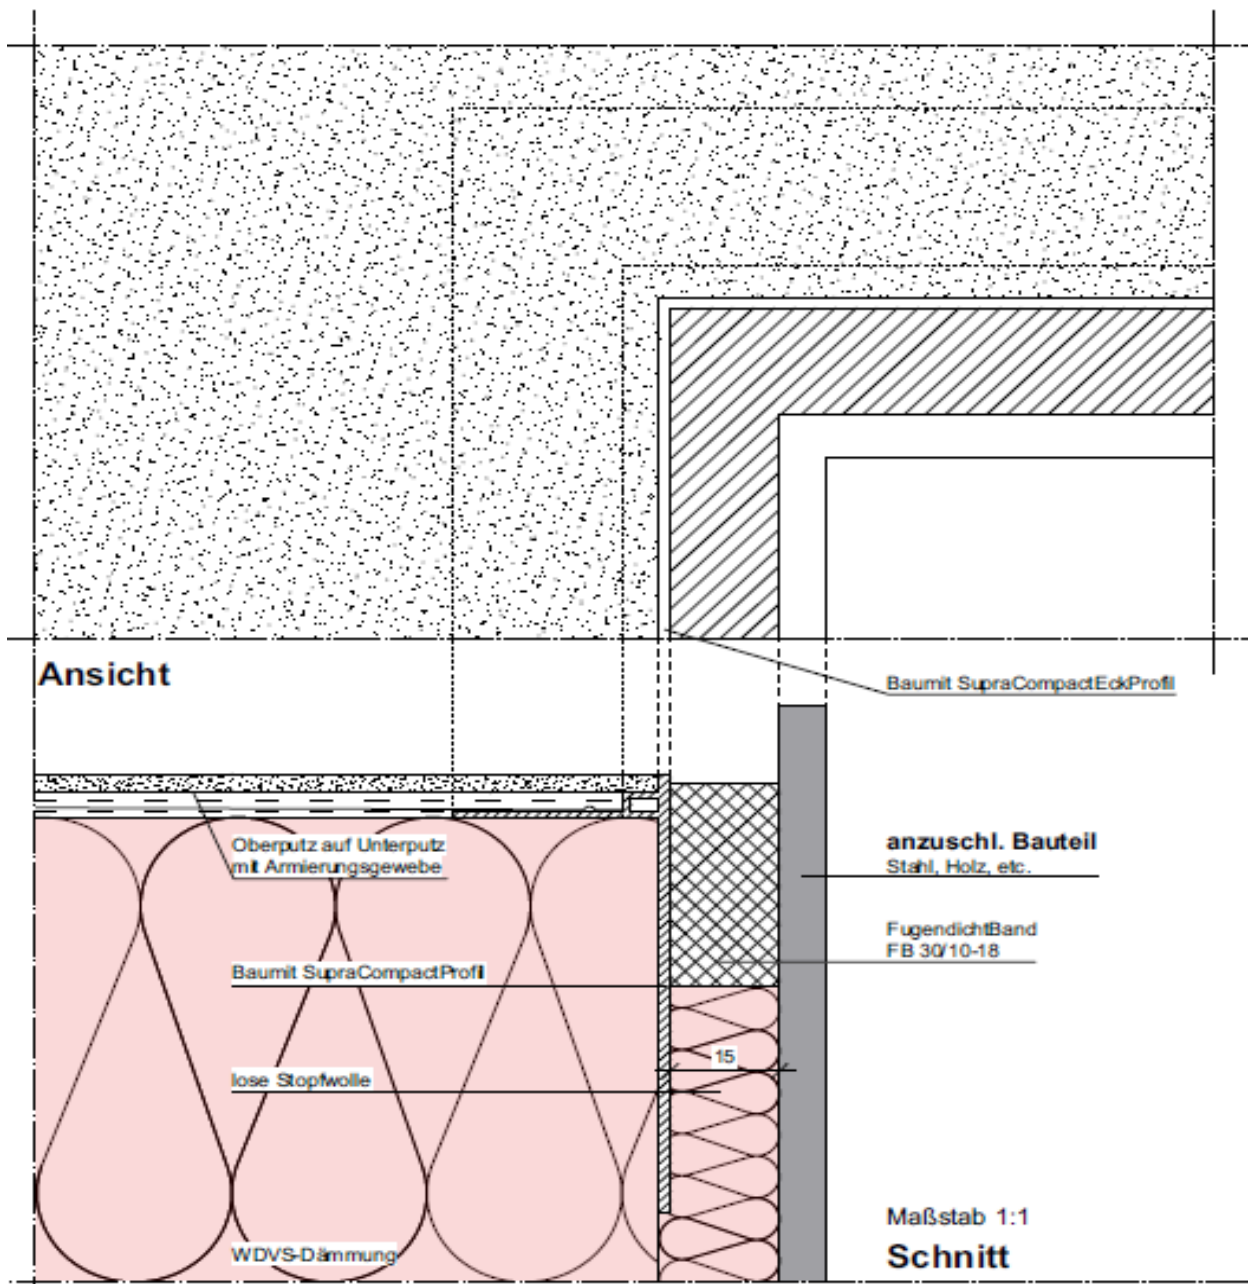 Ansicht
Baumit SupraCompactEckProfil
Oberputz auf Unterputz
mit Armierungsgewebe
anzuschl. Bauteil
Stahl, Holz, etc.
FugendichtBand
FB 30/10-18
Baumit SupraCompactProfil
15
lose Stopfwolle
Maßstab 1:1
Schnitt
WDVS-Dämmung